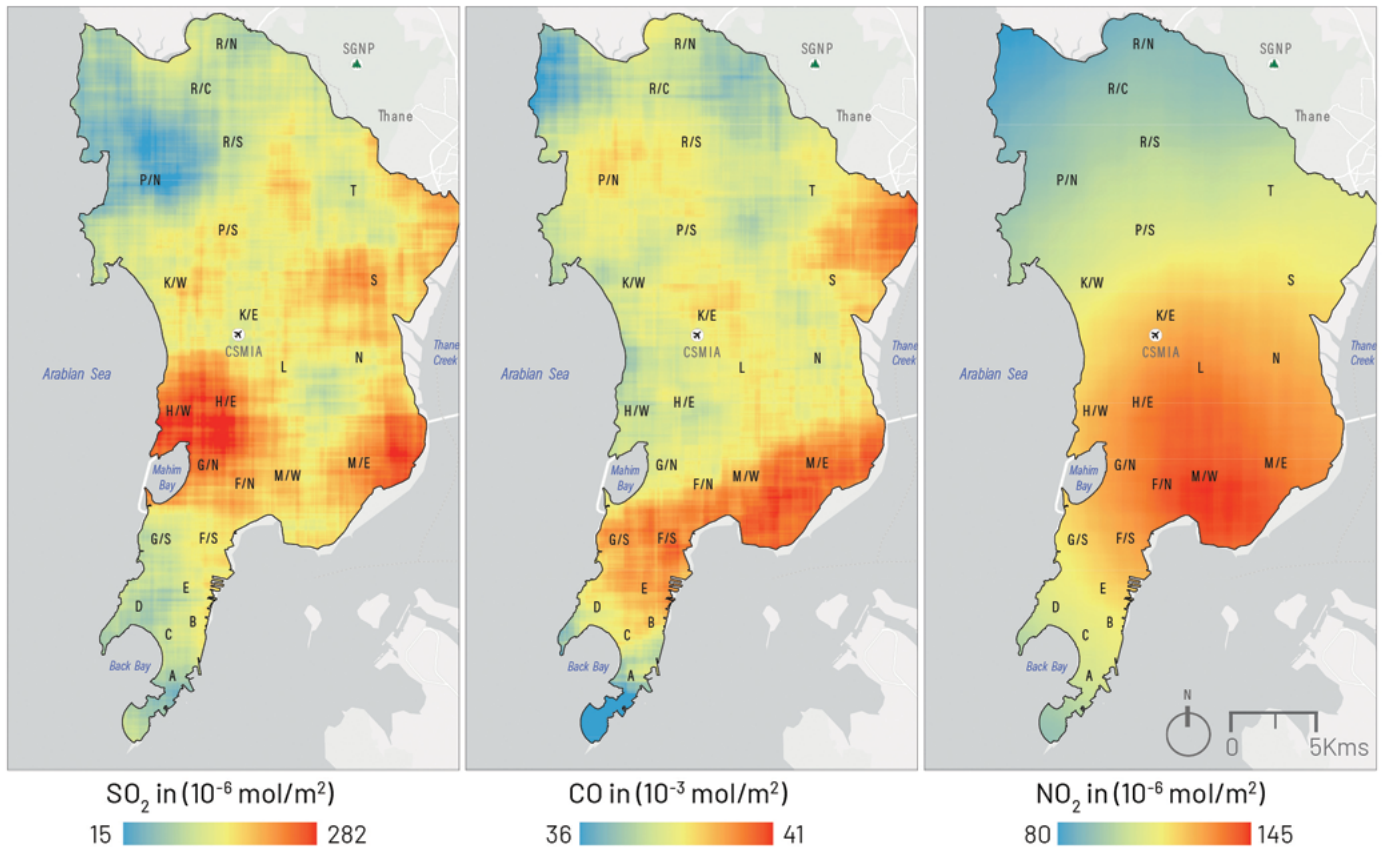 R/N
SGNP
R/C
Thane
R/S
P/N
T
P/S
K/W
S
K/E
CSMIA
N
Thane
Creek
L
Arabian Sea
H/W
H/E
Mahim
Bay
G/N
M/E
F/N
M/W
G/S
F/S
E
D
B
C
Back Bay
A
R/N
SGNP
R/C
Thane
R/S
P/N
T
P/S
K/W
S
K/E
CSMIA
N
Thane
Creek
L
Arabian Sea
H/W
H/E
Mahim
Bay
G/N
M/E
F/N
M/W
G/S
F/S
E
D
B
C
Back Bay
A
R/N
SGNP
R/C
Thane
R/S
P/N
T
P/S
K/W
S
K/E
CSMIA
N
Thane
Creek
L
Arabian Sea
H/W
H/E
Mahim
Bay
G/N
M/E
F/N
M/W
G/S
F/S
E
D
B
C
Back Bay
A
N
0 5Kms
SO₂ in (10⁻⁶ mol/m²)
15 282
CO in (10⁻³ mol/m²)
36 41
NO₂ in (10⁻⁶ mol/m²)
80 145